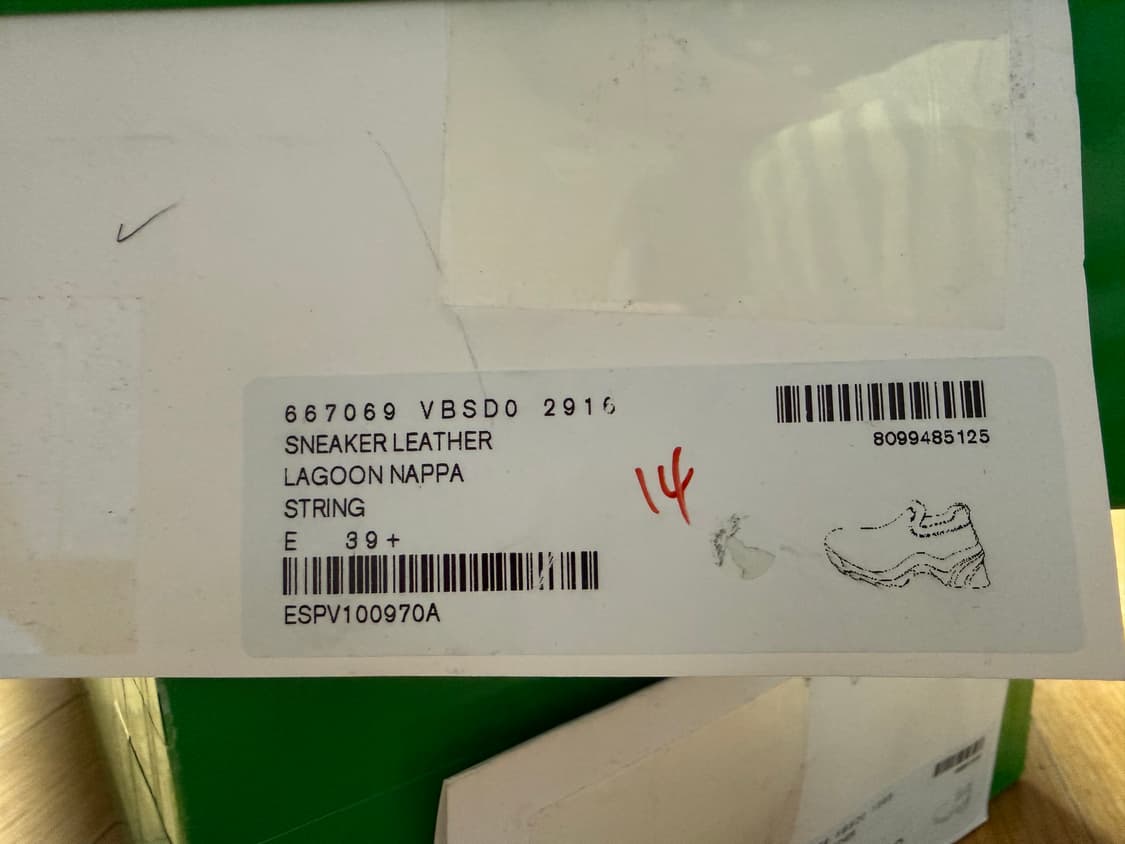 667069 VBSD0 2916
SNEAKER LEATHER
LAGOON NAPPA
STRING
E 39+
ESPV100970A
8099485125
14